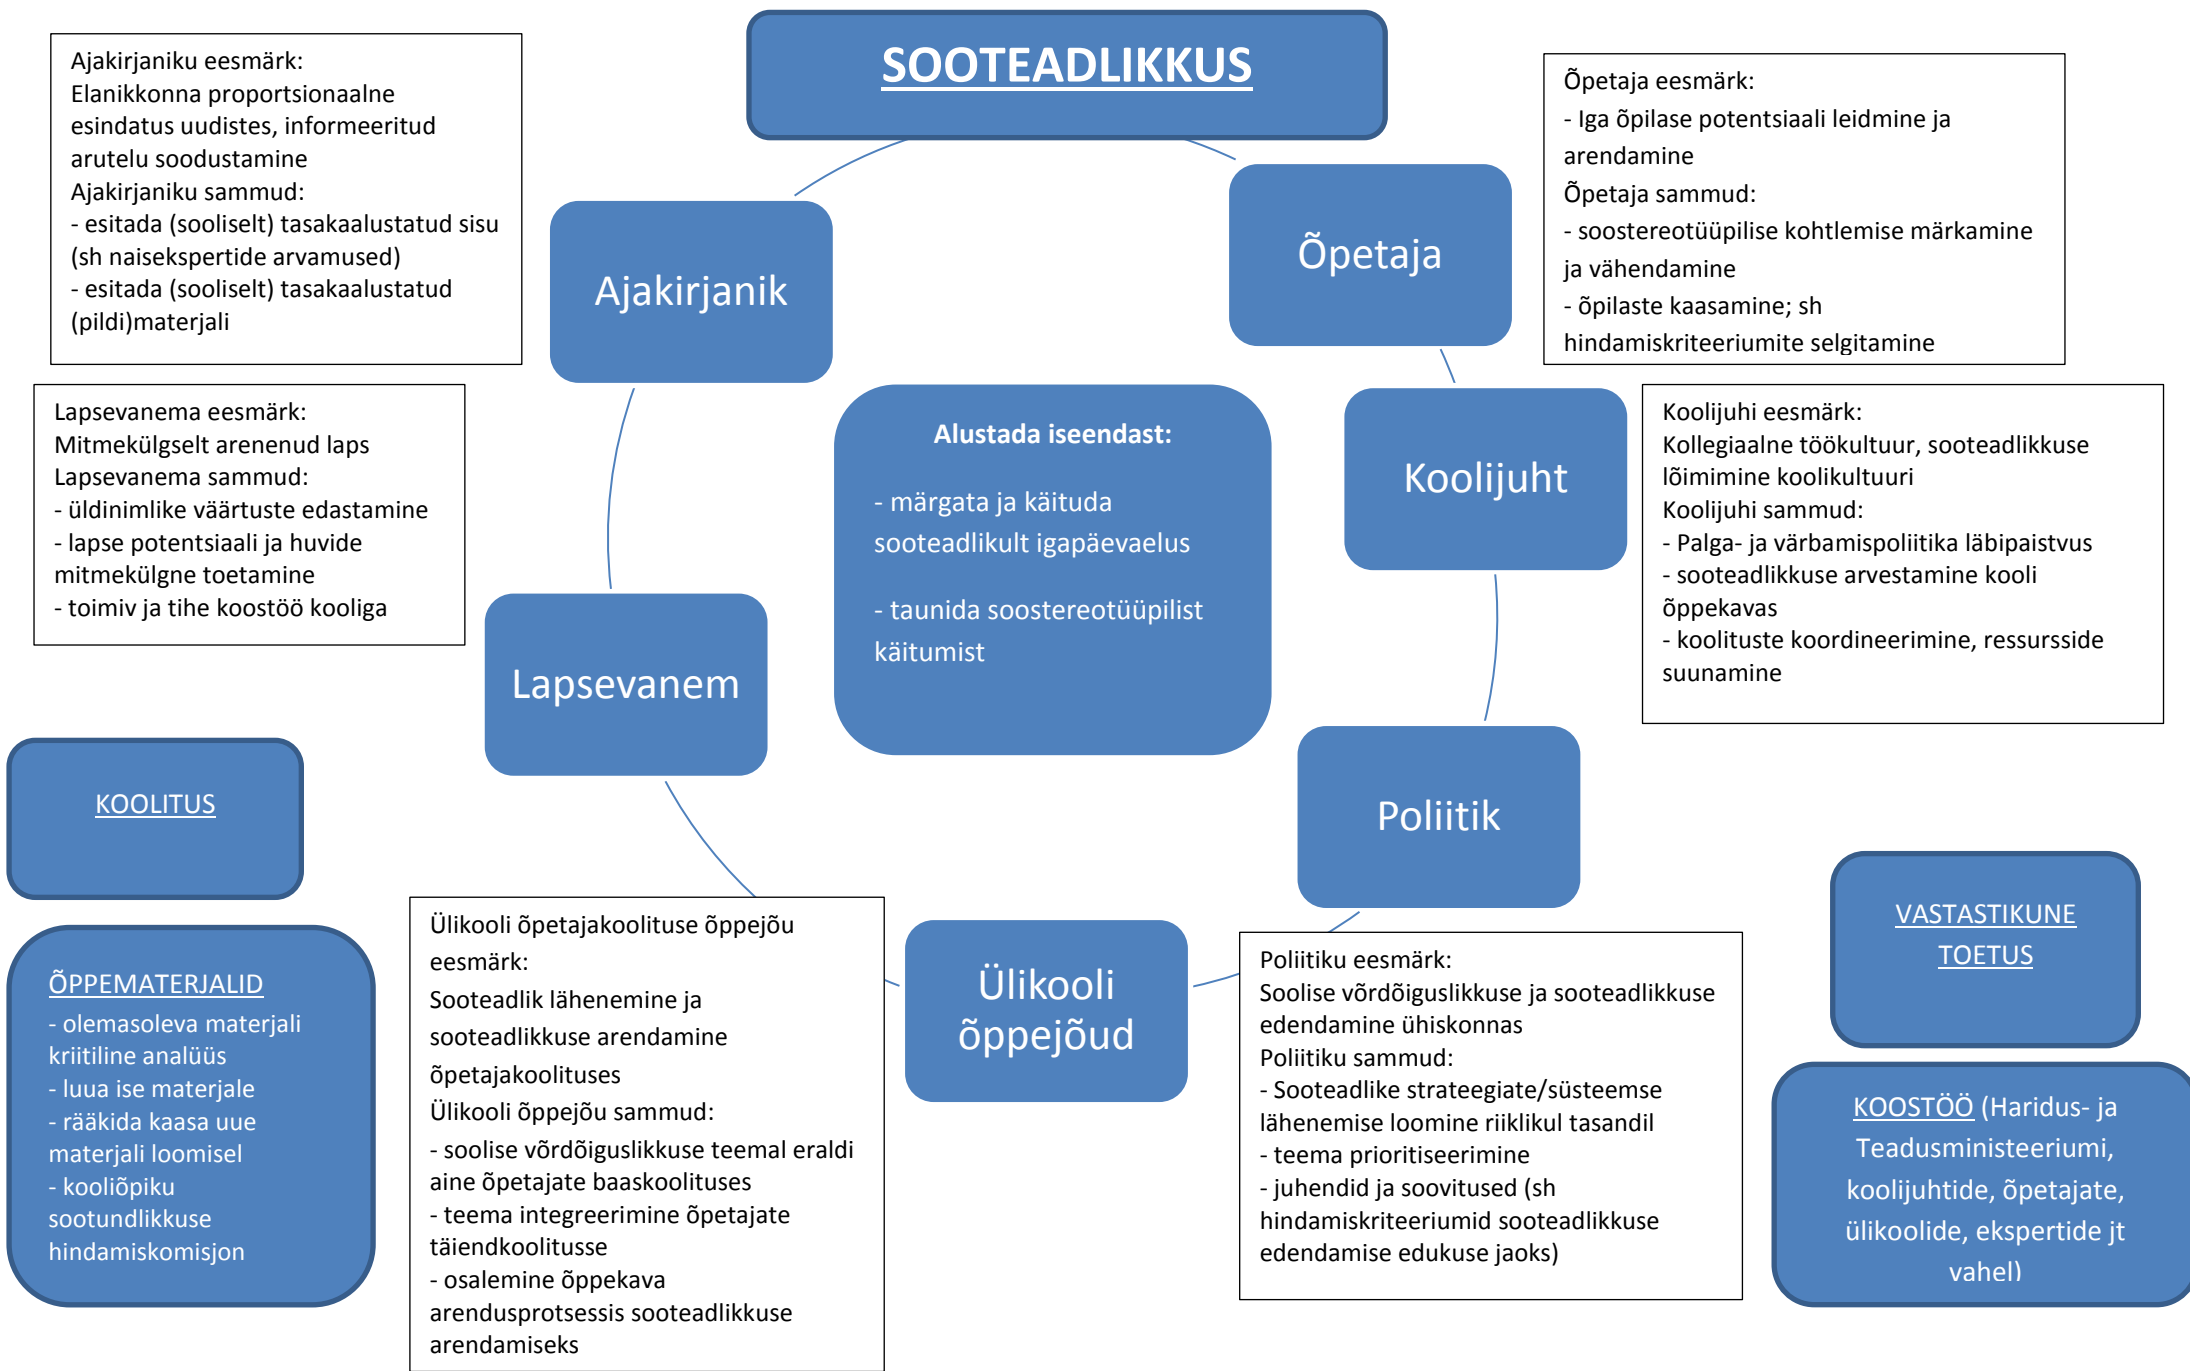 SOOTEADLIKKUS
Ajakirjaniku eesmärk:
Elanikkonna proportsionaalne
esindatus uudistes, informeeritud
arutelu soodustamine
Ajakirjaniku sammud:
- esitada (sooliselt) tasakaalustatud sisu
(sh naisekspertide arvamused)
- esitada (sooliselt) tasakaalustatud
(pildi)materjali
Õpetaja eesmärk:
- Iga õpilase potentsiaali leidmine ja
arendamine
Õpetaja sammud:
- soostereotüüpilise kohtlemise märkamine
ja vähendamine
- õpilaste kaasamine; sh
hindamiskriteeriumite selgitamine
Ajakirjanik
Õpetaja
Lapsevanema eesmärk:
Mitmekülgselt arenenud laps
Lapsevanema sammud:
- üldinimlike väärtuste edastamine
- lapse potentsiaali ja huvide
mitmekülgne toetamine
- toimiv ja tihe koostöö kooliga
Alustada iseendast:
- märgata ja käituda
sooteadlikult igapäevaelus
- taunida soostereotüüpilist
käitumist
Koolijuht
Koolijuhi eesmärk:
Kollegiaalne töökultuur, sooteadlikkuse
lõimimine koolikultuuri
Koolijuhi sammud:
- Palga- ja värbamispoliitika läbipaistvus
- sooteadlikkuse arvestamine kooli
õppekavas
- koolituste koordineerimine, ressursside
suunamine
Lapsevanem
Poliitik
KOOLITUS
ÕPPEMATERJALID
- olemasoleva materjali
kriitiline analüüs
- luua ise materjale
- rääkida kaasa uue
materjali loomisel
- kooliõpiku
sootundlikkuse
hindamiskomisjon
Ülikooli õpetajakoolituse õppejõu
eesmärk:
Sooteadlik lähenemine ja
sooteadlikkuse arendamine
õpetajakoolituses
Ülikooli õppejõu sammud:
- soolise võrdõiguslikkuse teemal eraldi
aine õpetajate baaskoolituses
- teema integreerimine õpetajate
täiendkoolitusse
- osalemine õppekava
arendusprotsessis sooteadlikkuse
arendamiseks
Ülikooli
õppejõud
Poliitiku eesmärk:
Soolise võrdõiguslikkuse ja sooteadlikkuse
edendamine ühiskonnas
Poliitiku sammud:
- Sooteadlike strateegiate/süsteemse
lähenemise loomine riiklikul tasandil
- teema prioritiseerimine
- juhendid ja soovitused (sh
hindamiskriteeriumid sooteadlikkuse
edendamise edukuse jaoks)
VASTASTIKUNE
TOETUS
KOOSTÖÖ (Haridus- ja
Teadusministeeriumi,
koolijuhtide, õpetajate,
ülikoolide, ekspertide jt
vahel)